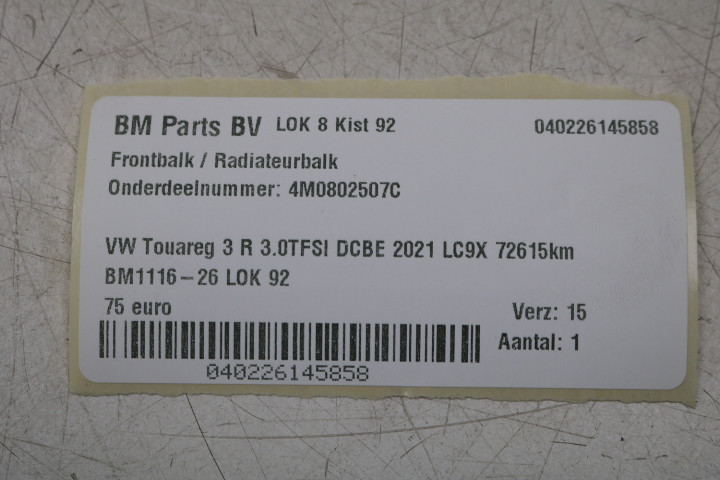 BM Parts BV LOK 8 Kist 92 040226145858
Frontbalk / Radiateurbalk
Onderdeelnummer: 4M0802507C
VW Touareg 3 R 3.0TFSI DCBE 2021 LC9X 72615km
BM1116-26 LOK 92
75 euro Verz: 15
Aantal: 1
040226145858